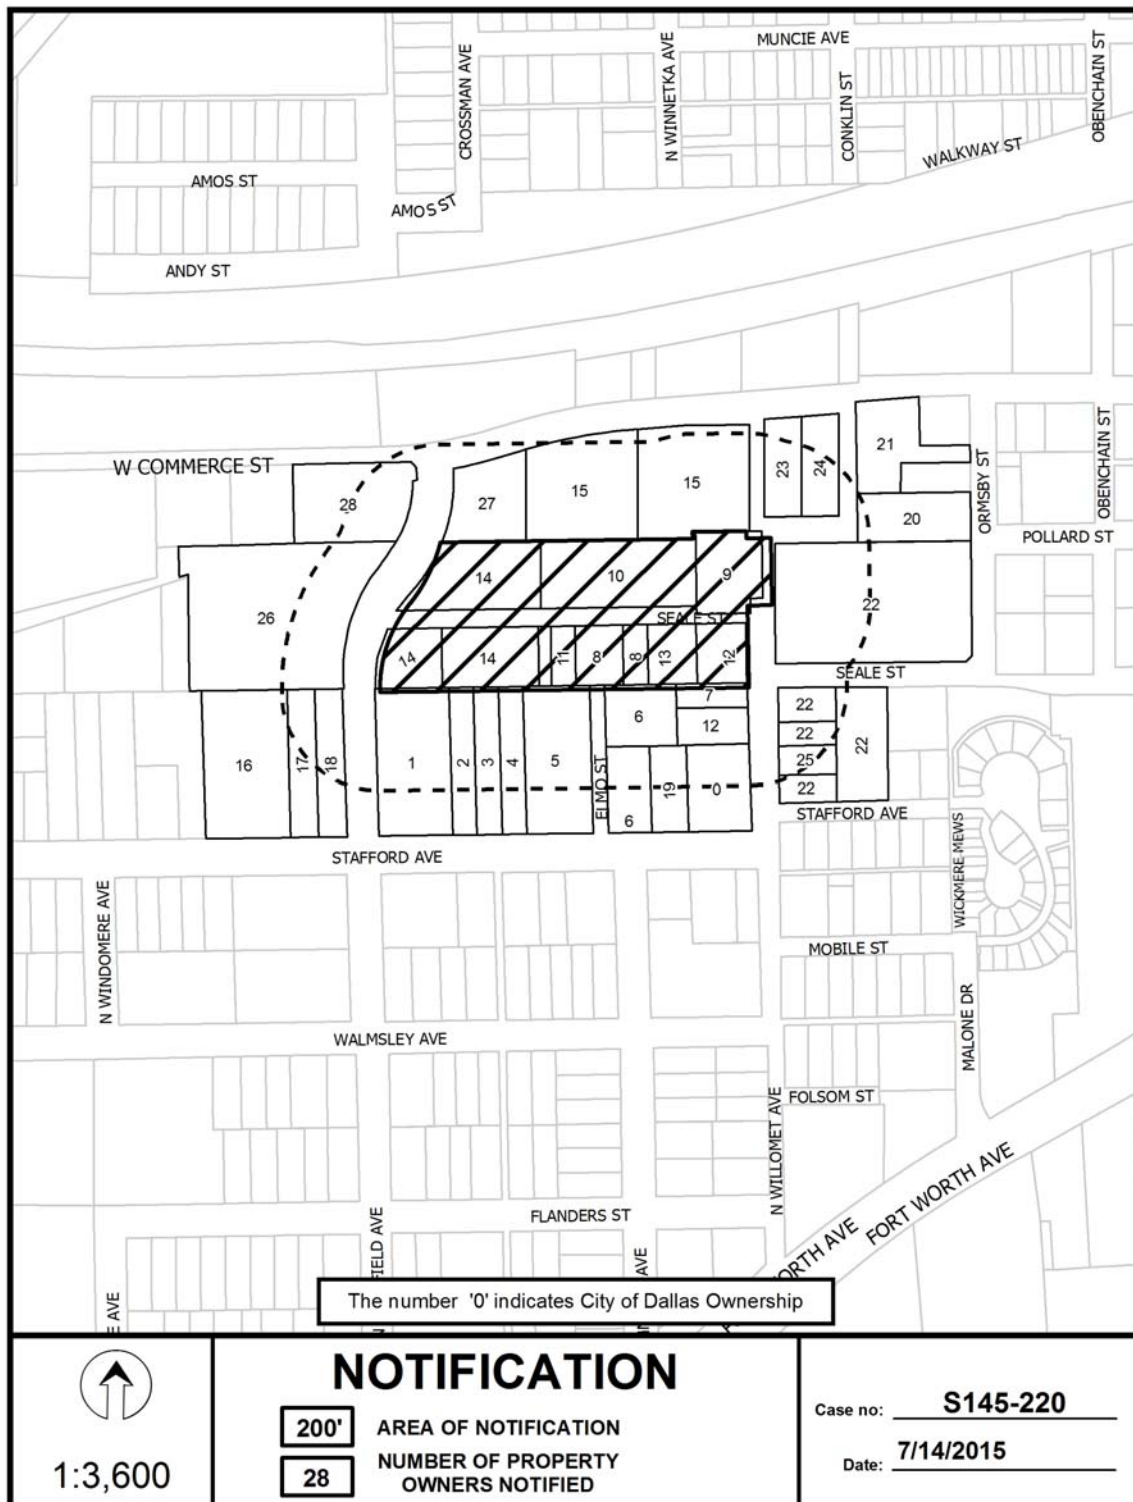 MUNCIE AVE
CROSSMAN AVE
N WINNETKA AVE
CONKLIN ST
OBENCHAIN ST
WALKWAY ST
AMOS ST
AMOS ST
ANDY ST
W COMMERCE ST
28
27
15
15
23
24
21
20
ORMSBY ST
OBENCHAIN ST
POLLARD ST
26
14
10
9
22
SEALE ST
14
14
11
8
8
13
12
SEALE ST
16
17
18
1
2
3
4
5
ELMO ST
6
7
12
6
19
0
22
22
25
22
22
STAFFORD AVE
STAFFORD AVE
WICKMERE MEWS
N WINDOMERE AVE
MOBILE ST
WALMSLEY AVE
MALONE DR
FOLSOM ST
N WILLOMET AVE
FORT WORTH AVE
FLANDERS ST
FIELD AVE
AVE
ORTH AVE
E AVE
The number '0' indicates City of Dallas Ownership
1:3,600
NOTIFICATION
200' AREA OF NOTIFICATION
28 NUMBER OF PROPERTY
OWNERS NOTIFIED
Case no: S145-220
Date: 7/14/2015